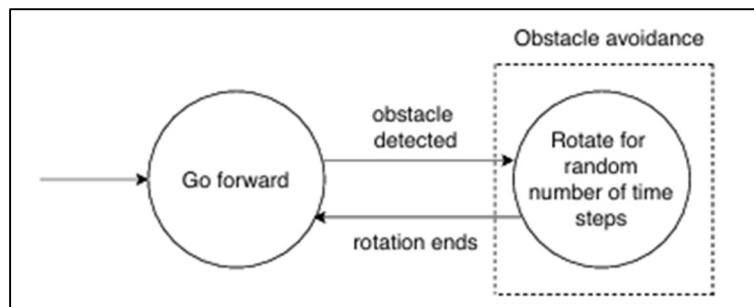 Obstacle avoidance
obstacle
detected
Go forward
Rotate for
random
number of time
steps
rotation ends